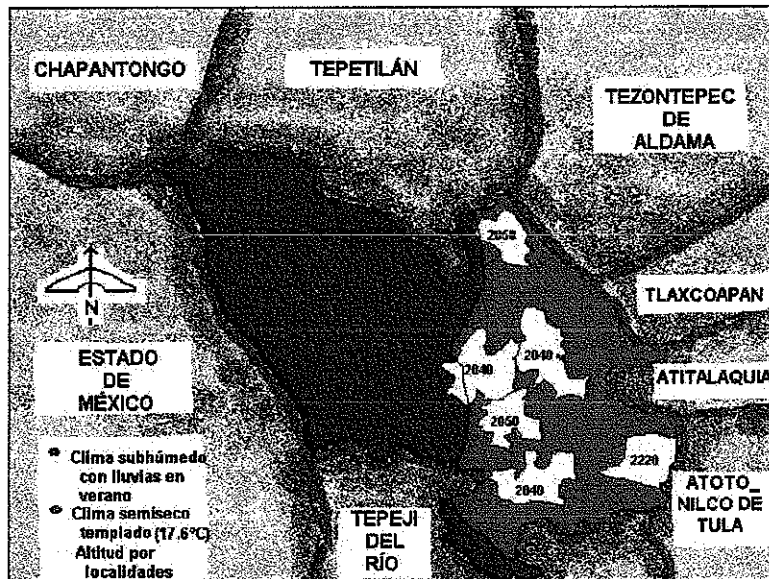 CHAPANTONGO
TEPETILÁN
TEZONTEPEC
DE
ALDAMA
2050
TLAXCOAPAN
N
2040
2040
ESTADO
DE
MÉXICO
ATITALAQUIA
2050
Clima subhúmedo
con lluvias en
verano
Clima semiseco
templado (17.6°C)
Altitud por
localidades
2220
2040
TEPEJI
DEL
RÍO
ATOTO_
NILCO DE
TULA